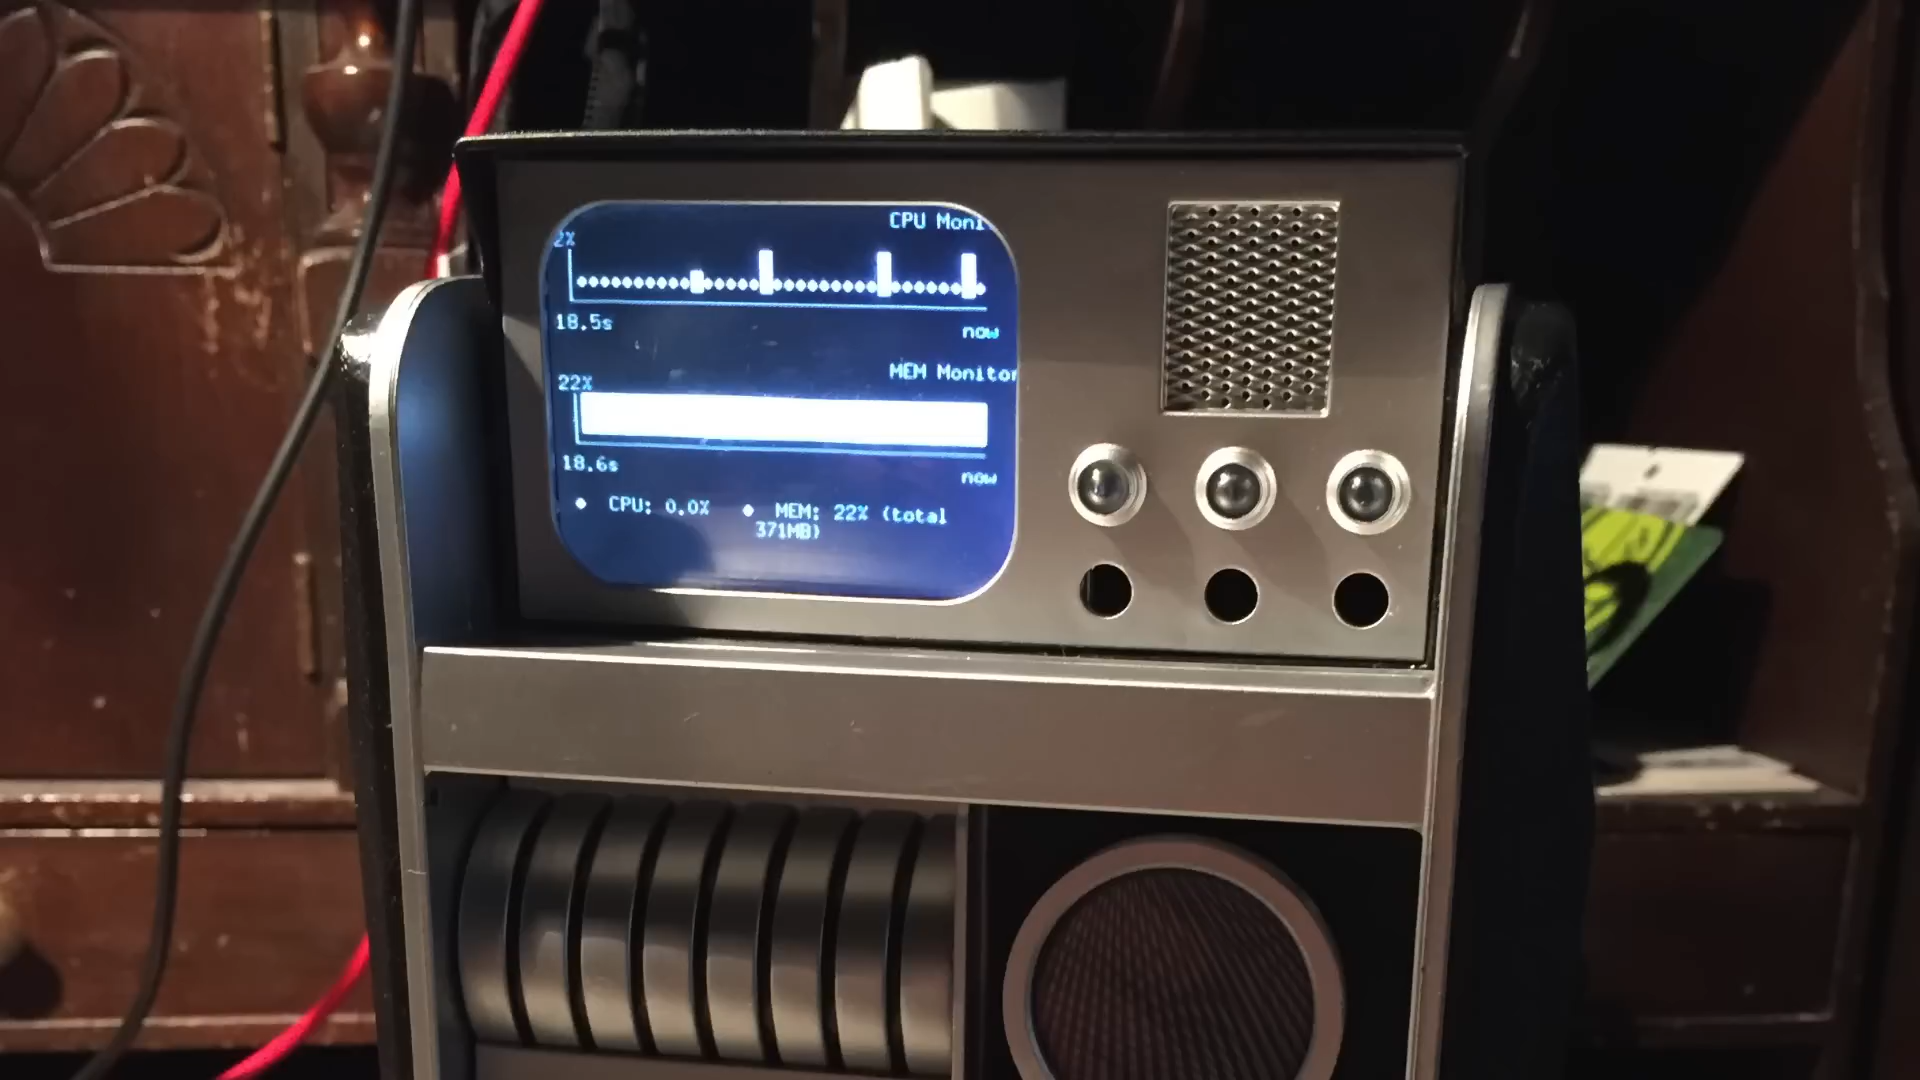 CPU Moni
2%
18.5s now
MEM Monitor
22%
18.6s now
CPU: 0.0% MEM: 22% (total
371MB)